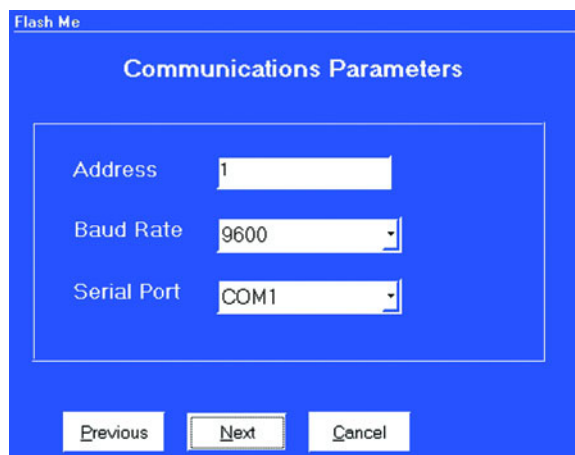 Flash Me
Communications Parameters
Address 1
Baud Rate 9600
Serial Port COM1
Previous Next Cancel